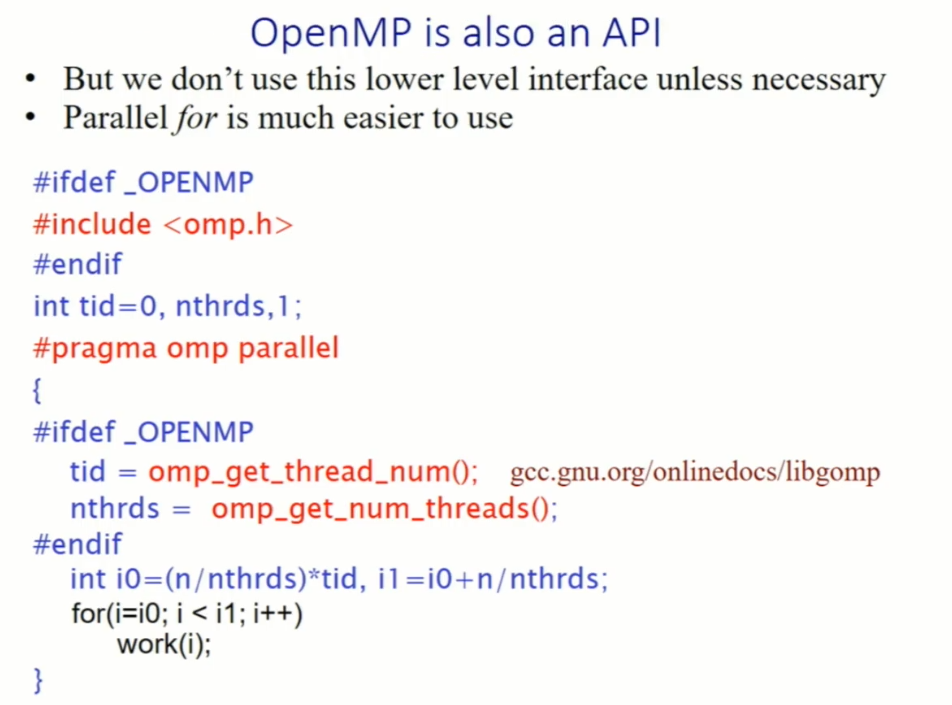 OpenMP is also an API
• But we don't use this lower level interface unless necessary
• Parallel for is much easier to use
#ifdef _OPENMP
#include <omp.h>
#endif
int tid=0, nthrds,1;
#pragma omp parallel
{
#ifdef _OPENMP
tid = omp_get_thread_num(); gcc.gnu.org/onlinedocs/libgomp
nthrds = omp_get_num_threads();
#endif
int i0=(n/nthrds)*tid, i1=i0+n/nthrds;
for(i=i0; i < i1; i++)
work(i);
}